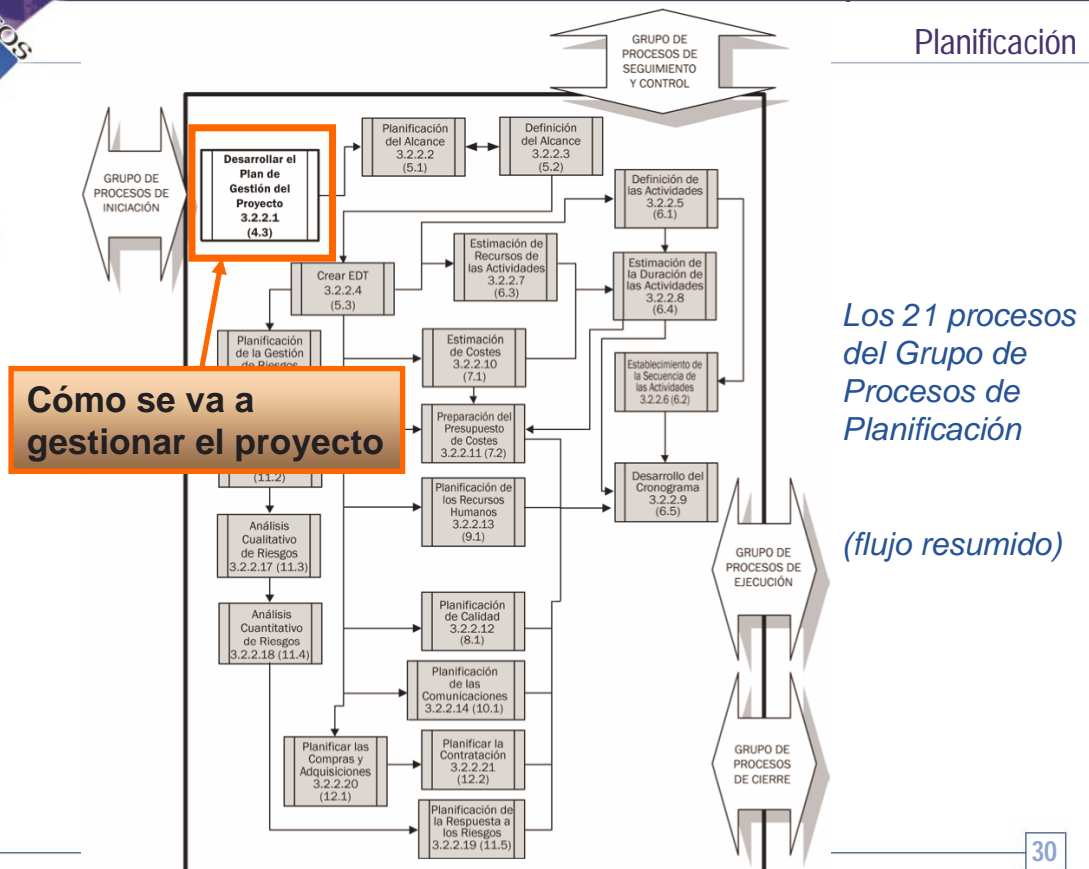 OS
Planificación
GRUPO DE
PROCESOS DE
SEGUIMIENTO
Y CONTROL
GRUPO DE
PROCESOS DE
INICIACIÓN
Desarrollar el
Plan de
Gestión del
Proyecto
3.2.2.1
(4.3)
Planificación
del Alcance
3.2.2.2
(5.1)
Definición
del Alcance
3.2.2.3
(5.2)
Definición de
las Actividades
3.2.2.5
(6.1)
Crear EDT
3.2.2.4
(5.3)
Estimación de
Recursos de
las Actividades
3.2.2.7
(6.3)
Estimación de
la Duración de
las Actividades
3.2.2.8
(6.4)
Planificación
de la Gestión
de Riesgos
Estimación
de Costes
3.2.2.10
(7.1)
Establecimiento de
la Secuencia de
las Actividades
3.2.2.6 (6.2)
Cómo se va a
gestionar el proyecto
Preparación del
Presupuesto
de Costes
3.2.2.11 (7.2)
(11.2)
Planificación de
los Recursos
Humanos
3.2.2.13
(9.1)
Desarrollo del
Cronograma
3.2.2.9
(6.5)
Análisis
Cualitativo
de Riesgos
3.2.2.17 (11.3)
Análisis
Cuantitativo
de Riesgos
3.2.2.18 (11.4)
Planificación
de Calidad
3.2.2.12
(8.1)
Planificación
de las
Comunicaciones
3.2.2.14 (10.1)
Planificar las
Compras y
Adquisiciones
3.2.2.20
(12.1)
Planificar la
Contratación
3.2.2.21
(12.2)
Planificación de
la Respuesta a
los Riesgos
3.2.2.19 (11.5)
GRUPO DE
PROCESOS DE
EJECUCIÓN
GRUPO DE
PROCESOS
DE CIERRE
Los 21 procesos
del Grupo de
Procesos de
Planificación
(flujo resumido)
30